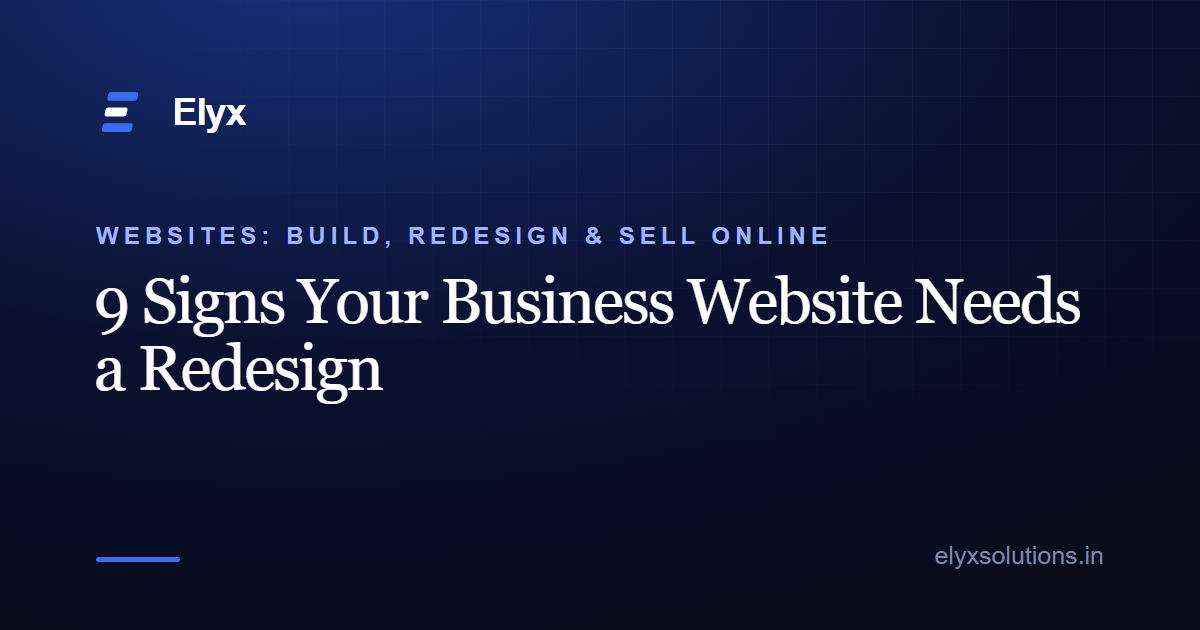 Elyx
WEBSITES: BUILD, REDESIGN & SELL ONLINE
9 Signs Your Business Website Needs
a Redesign
elyxsolutions.in